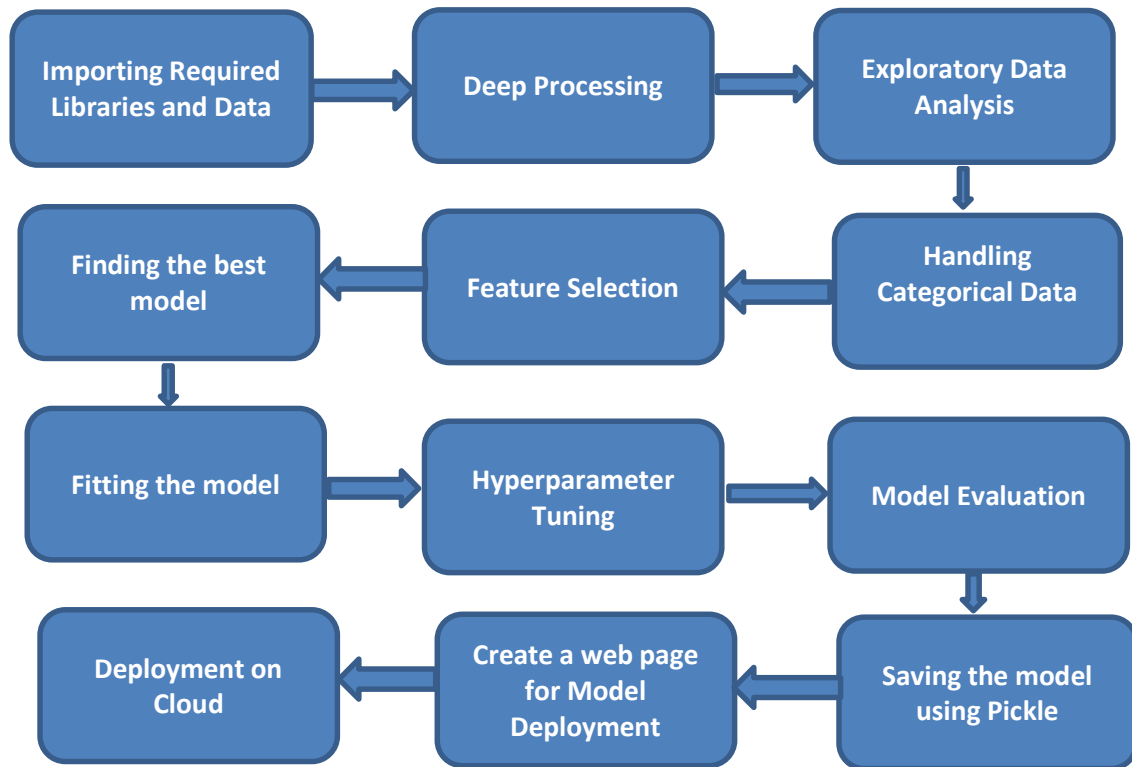 Importing Required
Libraries and Data
Deep Processing
Exploratory Data
Analysis
Handling
Categorical Data
Feature Selection
Finding the best
model
Fitting the model
Hyperparameter
Tuning
Model Evaluation
Saving the model
using Pickle
Create a web page
for Model
Deployment
Deployment on
Cloud